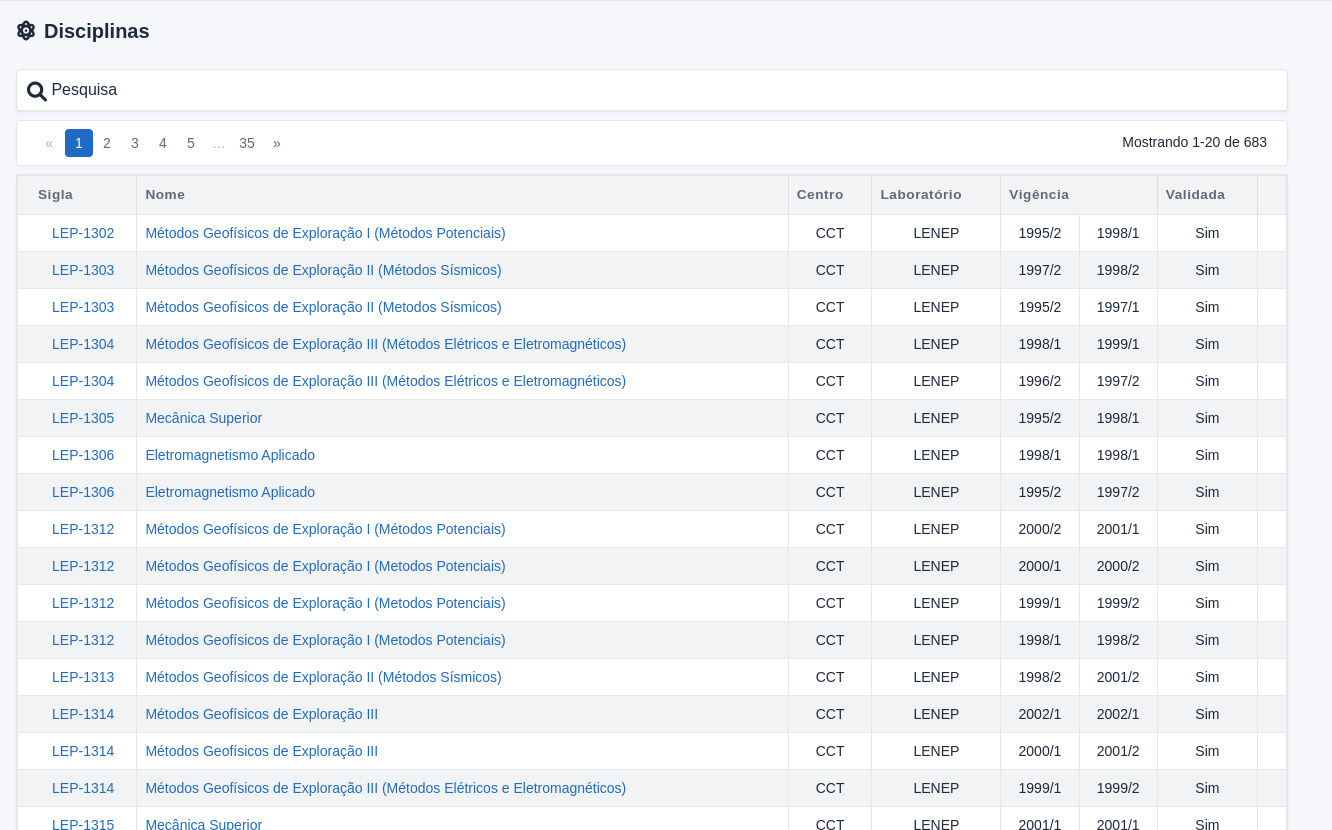 Disciplinas
Pesquisa
« 1 2 3 4 5 … 35 » Mostrando 1-20 de 683
Sigla Nome Centro Laboratório Vigência Validada
LEP-1302 Métodos Geofísicos de Exploração I (Métodos Potenciais) CCT LENEP 1995/2 1998/1 Sim
LEP-1303 Métodos Geofísicos de Exploração II (Métodos Sísmicos) CCT LENEP 1997/2 1998/2 Sim
LEP-1303 Métodos Geofísicos de Exploração II (Metodos Sísmicos) CCT LENEP 1995/2 1997/1 Sim
LEP-1304 Métodos Geofísicos de Exploração III (Métodos Elétricos e Eletromagnéticos) CCT LENEP 1998/1 1999/1 Sim
LEP-1304 Métodos Geofísicos de Exploração III (Métodos Elétricos e Eletromagnéticos) CCT LENEP 1996/2 1997/2 Sim
LEP-1305 Mecânica Superior CCT LENEP 1995/2 1998/1 Sim
LEP-1306 Eletromagnetismo Aplicado CCT LENEP 1998/1 1998/1 Sim
LEP-1306 Eletromagnetismo Aplicado CCT LENEP 1995/2 1997/2 Sim
LEP-1312 Métodos Geofísicos de Exploração I (Métodos Potenciais) CCT LENEP 2000/2 2001/1 Sim
LEP-1312 Métodos Geofísicos de Exploração I (Metodos Potenciais) CCT LENEP 2000/1 2000/2 Sim
LEP-1312 Métodos Geofísicos de Exploração I (Metodos Potenciais) CCT LENEP 1999/1 1999/2 Sim
LEP-1312 Métodos Geofísicos de Exploração I (Metodos Potenciais) CCT LENEP 1998/1 1998/2 Sim
LEP-1313 Métodos Geofísicos de Exploração II (Métodos Sísmicos) CCT LENEP 1998/2 2001/2 Sim
LEP-1314 Métodos Geofísicos de Exploração III CCT LENEP 2002/1 2002/1 Sim
LEP-1314 Métodos Geofísicos de Exploração III CCT LENEP 2000/1 2001/2 Sim
LEP-1314 Métodos Geofísicos de Exploração III (Métodos Elétricos e Eletromagnéticos) CCT LENEP 1999/1 1999/2 Sim
LEP-1315 Mecânica Superior CCT LENEP 2001/1 2001/1 Sim